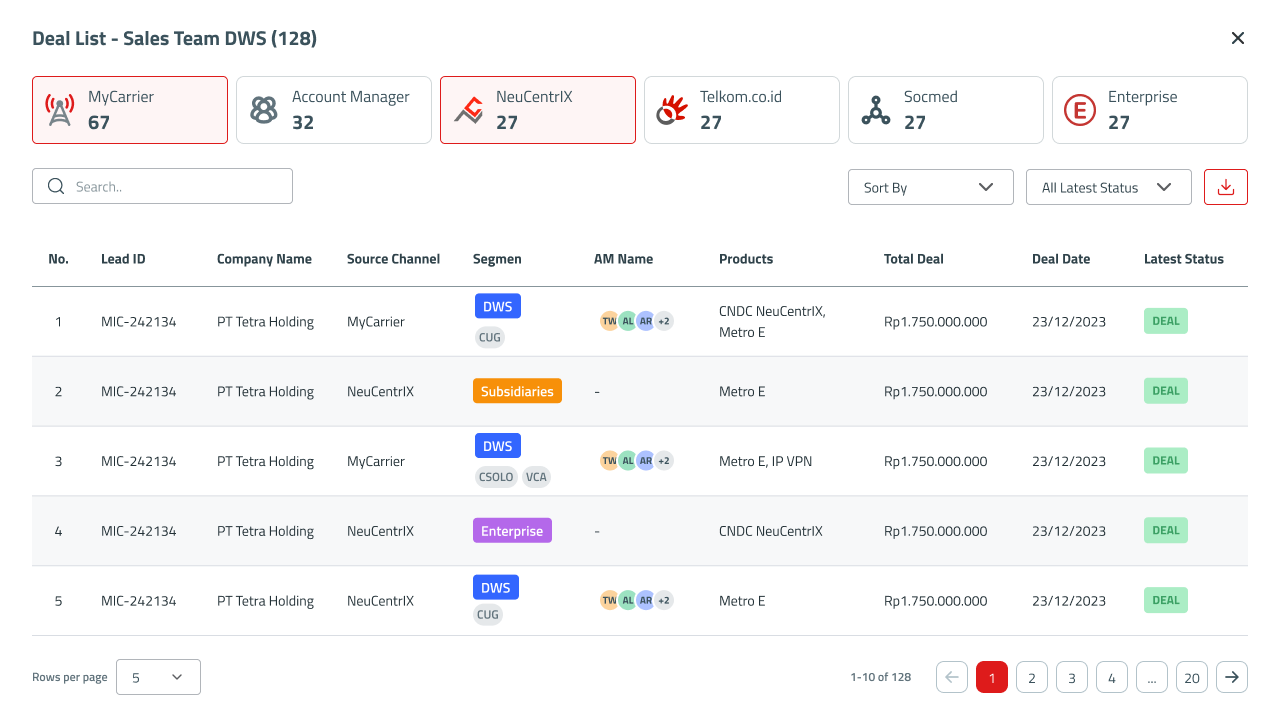 Deal List - Sales Team DWS (128)
MyCarrier
67
Account Manager
32
NeuCentrIX
27
Telkom.co.id
27
Socmed
27
E
Enterprise
27
Search..
Sort By
All Latest Status
No. Lead ID Company Name Source Channel Segmen AM Name Products Total Deal Deal Date Latest Status
1 MIC-242134 PT Tetra Holding MyCarrier DWS CUG TW AL AR +2 CNDC NeuCentrIX, Metro E Rp1.750.000.000 23/12/2023 DEAL
2 MIC-242134 PT Tetra Holding NeuCentrIX Subsidiaries - Metro E Rp1.750.000.000 23/12/2023 DEAL
3 MIC-242134 PT Tetra Holding MyCarrier DWS CSOLO VCA TW AL AR +2 Metro E, IP VPN Rp1.750.000.000 23/12/2023 DEAL
4 MIC-242134 PT Tetra Holding NeuCentrIX Enterprise - CNDC NeuCentrIX Rp1.750.000.000 23/12/2023 DEAL
5 MIC-242134 PT Tetra Holding NeuCentrIX DWS CUG TW AL AR +2 Metro E Rp1.750.000.000 23/12/2023 DEAL
Rows per page 5 1-10 of 128 1 2 3 4 ... 20